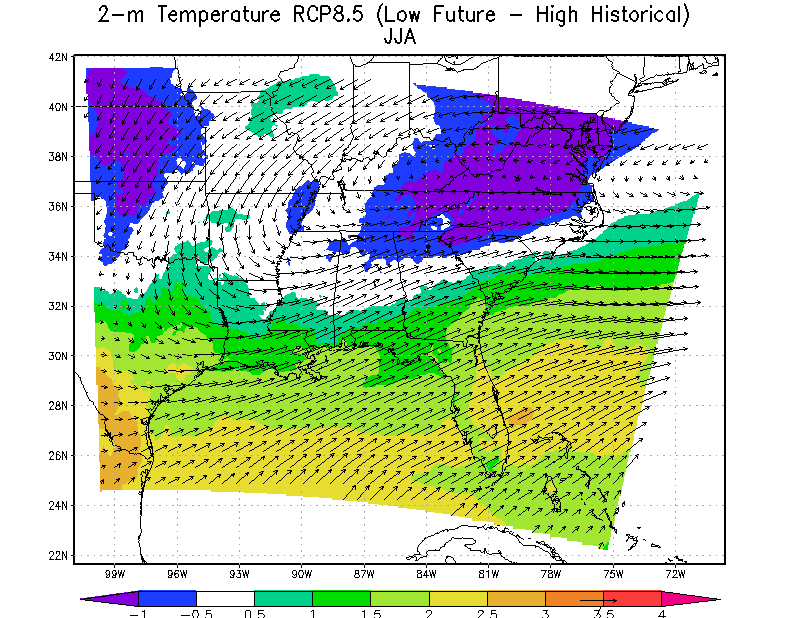 2-m Temperature RCP8.5 (Low Future - High Historical)
JJA
42N
40N
38N
36N
34N
32N
30N
28N
26N
24N
22N
99W 96W 93W 90W 87W 84W 81W 78W 75W 72W
-1 -0.5 0.5 1 1.5 2 2.5 3 3.5 4